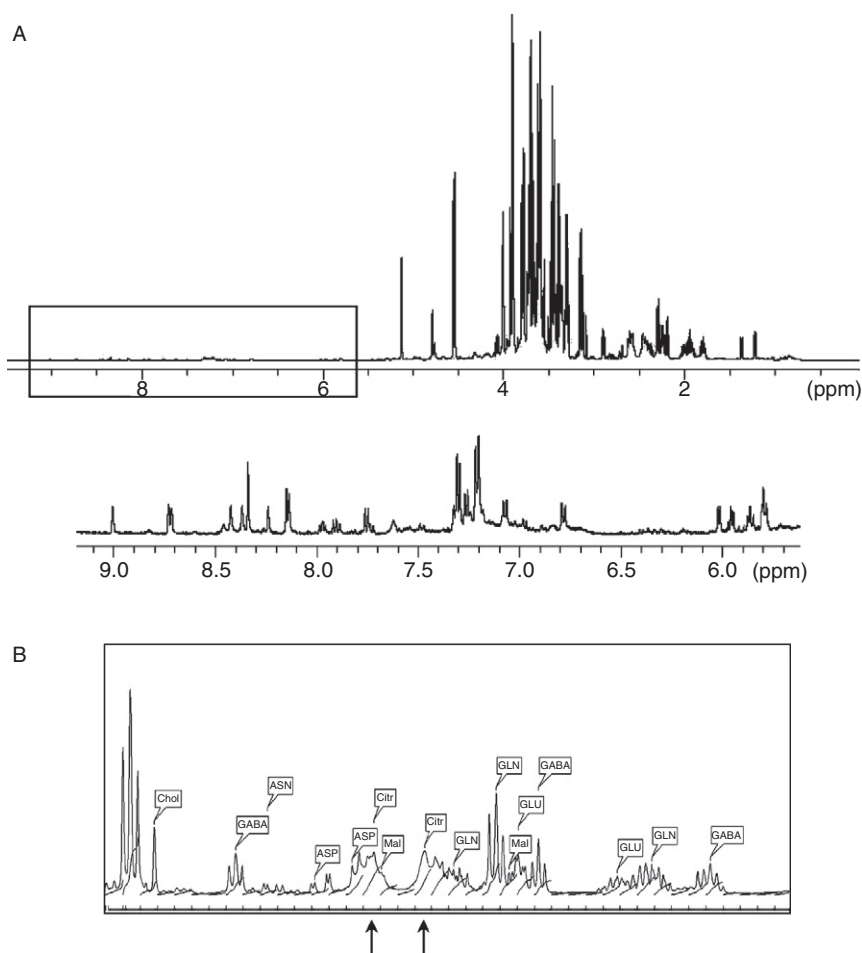 A
8
6
4
2
(ppm)
9.0
8.5
8.0
7.5
7.0
6.5
6.0
(ppm)
B
Chol
GABA
ASN
ASP
ASP
Citr
Mal
Citr
GLN
GLN
Mal
GLU
GABA
GLU
GLN
GABA